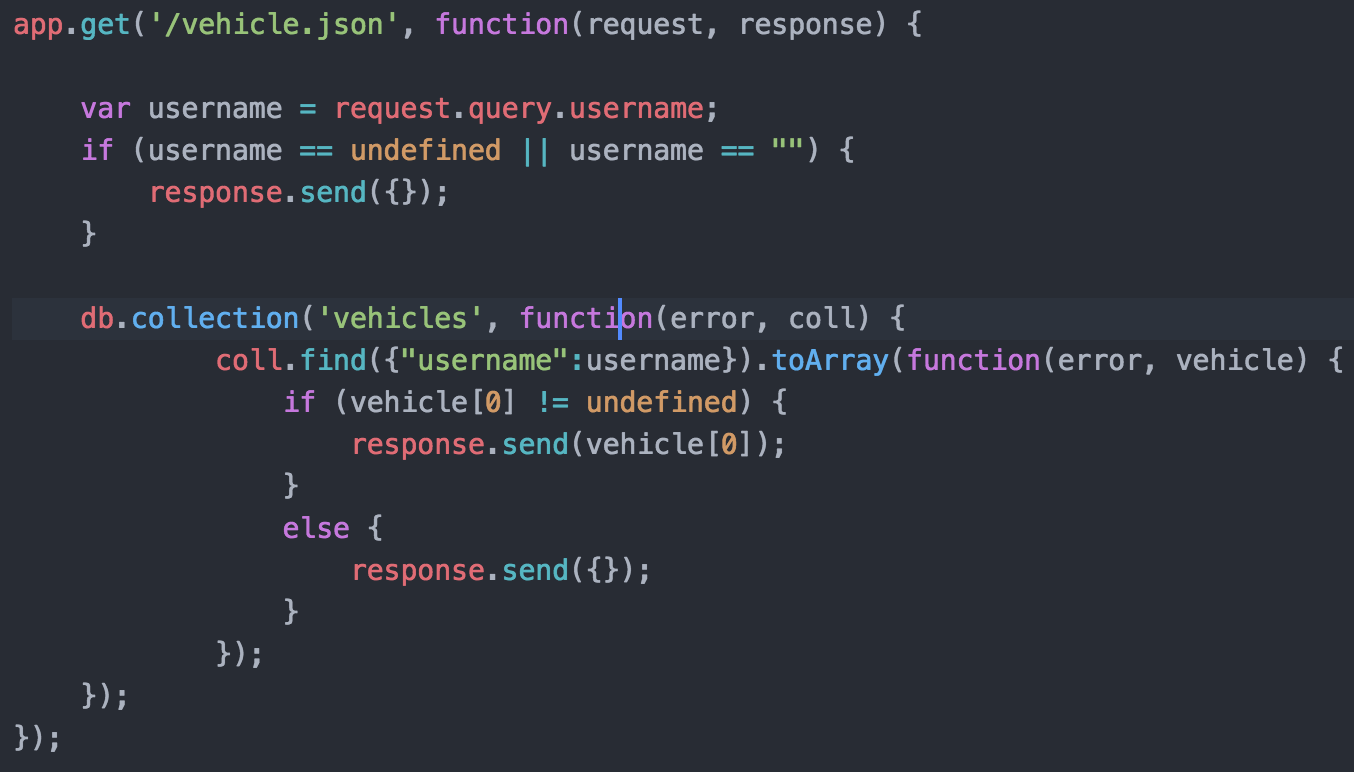 app.get('/vehicle.json', function(request, response) {
var username = request.query.username;
if (username == undefined || username == "") {
response.send({});
}
db.collection('vehicles', function(error, coll) {
coll.find({"username":username}).toArray(function(error, vehicle) {
if (vehicle[0] != undefined) {
response.send(vehicle[0]);
}
else {
response.send({});
}
});
});
});